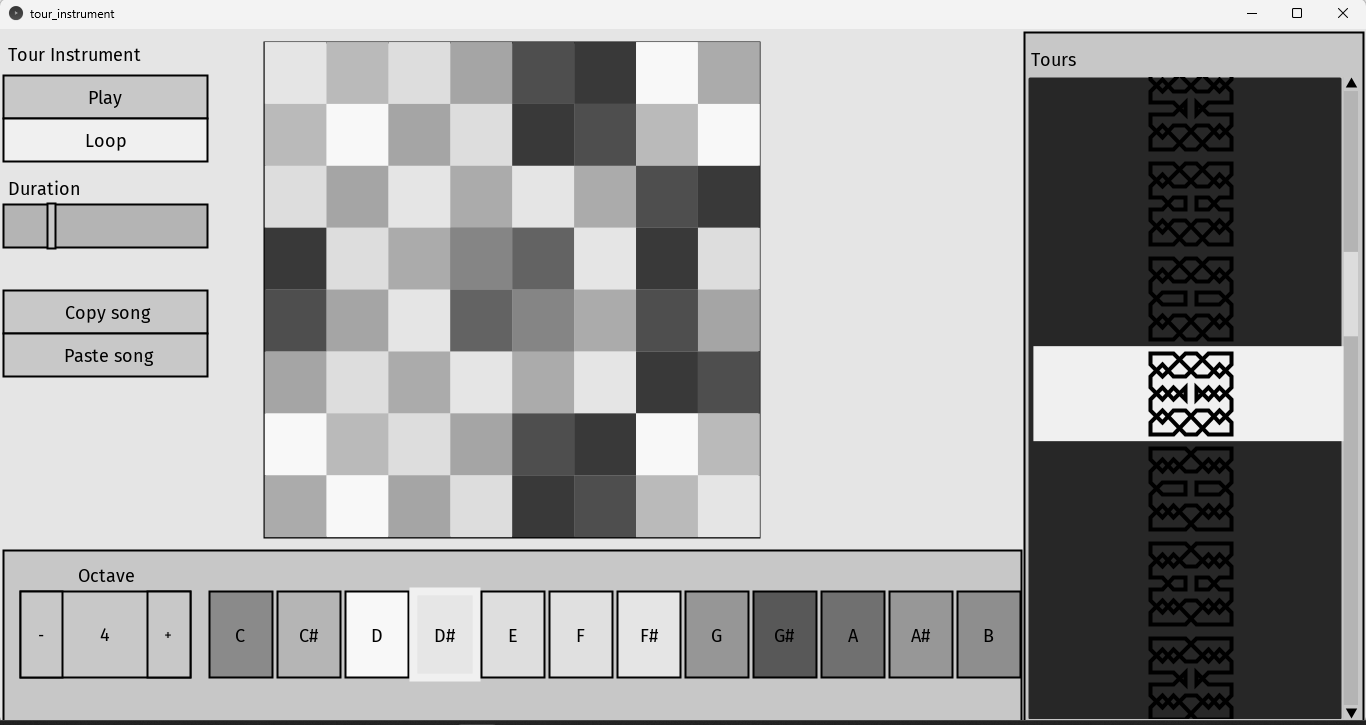 tour_instrument
Tour Instrument
Play
Loop
Duration
Copy song
Paste song
Tours
Octave
- 4 +
C C# D D# E F F# G G# A A# B